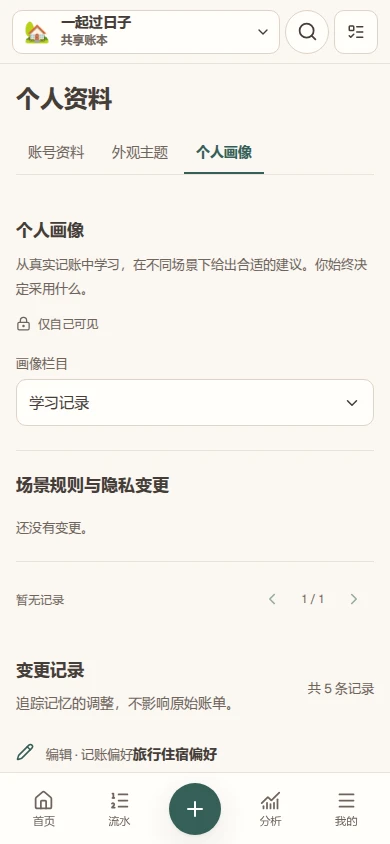 一起过日子
共享账本
个人资料
账号资料 外观主题 个人画像
个人画像
从真实记账中学习，在不同场景下给出合适的建议。你始终决
定采用什么。
仅自己可见
画像栏目
学习记录
场景规则与隐私变更
还没有变更。
暂无记录 1 / 1
变更记录
共 5 条记录
追踪记忆的调整，不影响原始账单。
编辑 · 记账偏好旅行住宿偏好
首页 流水 分析 我的